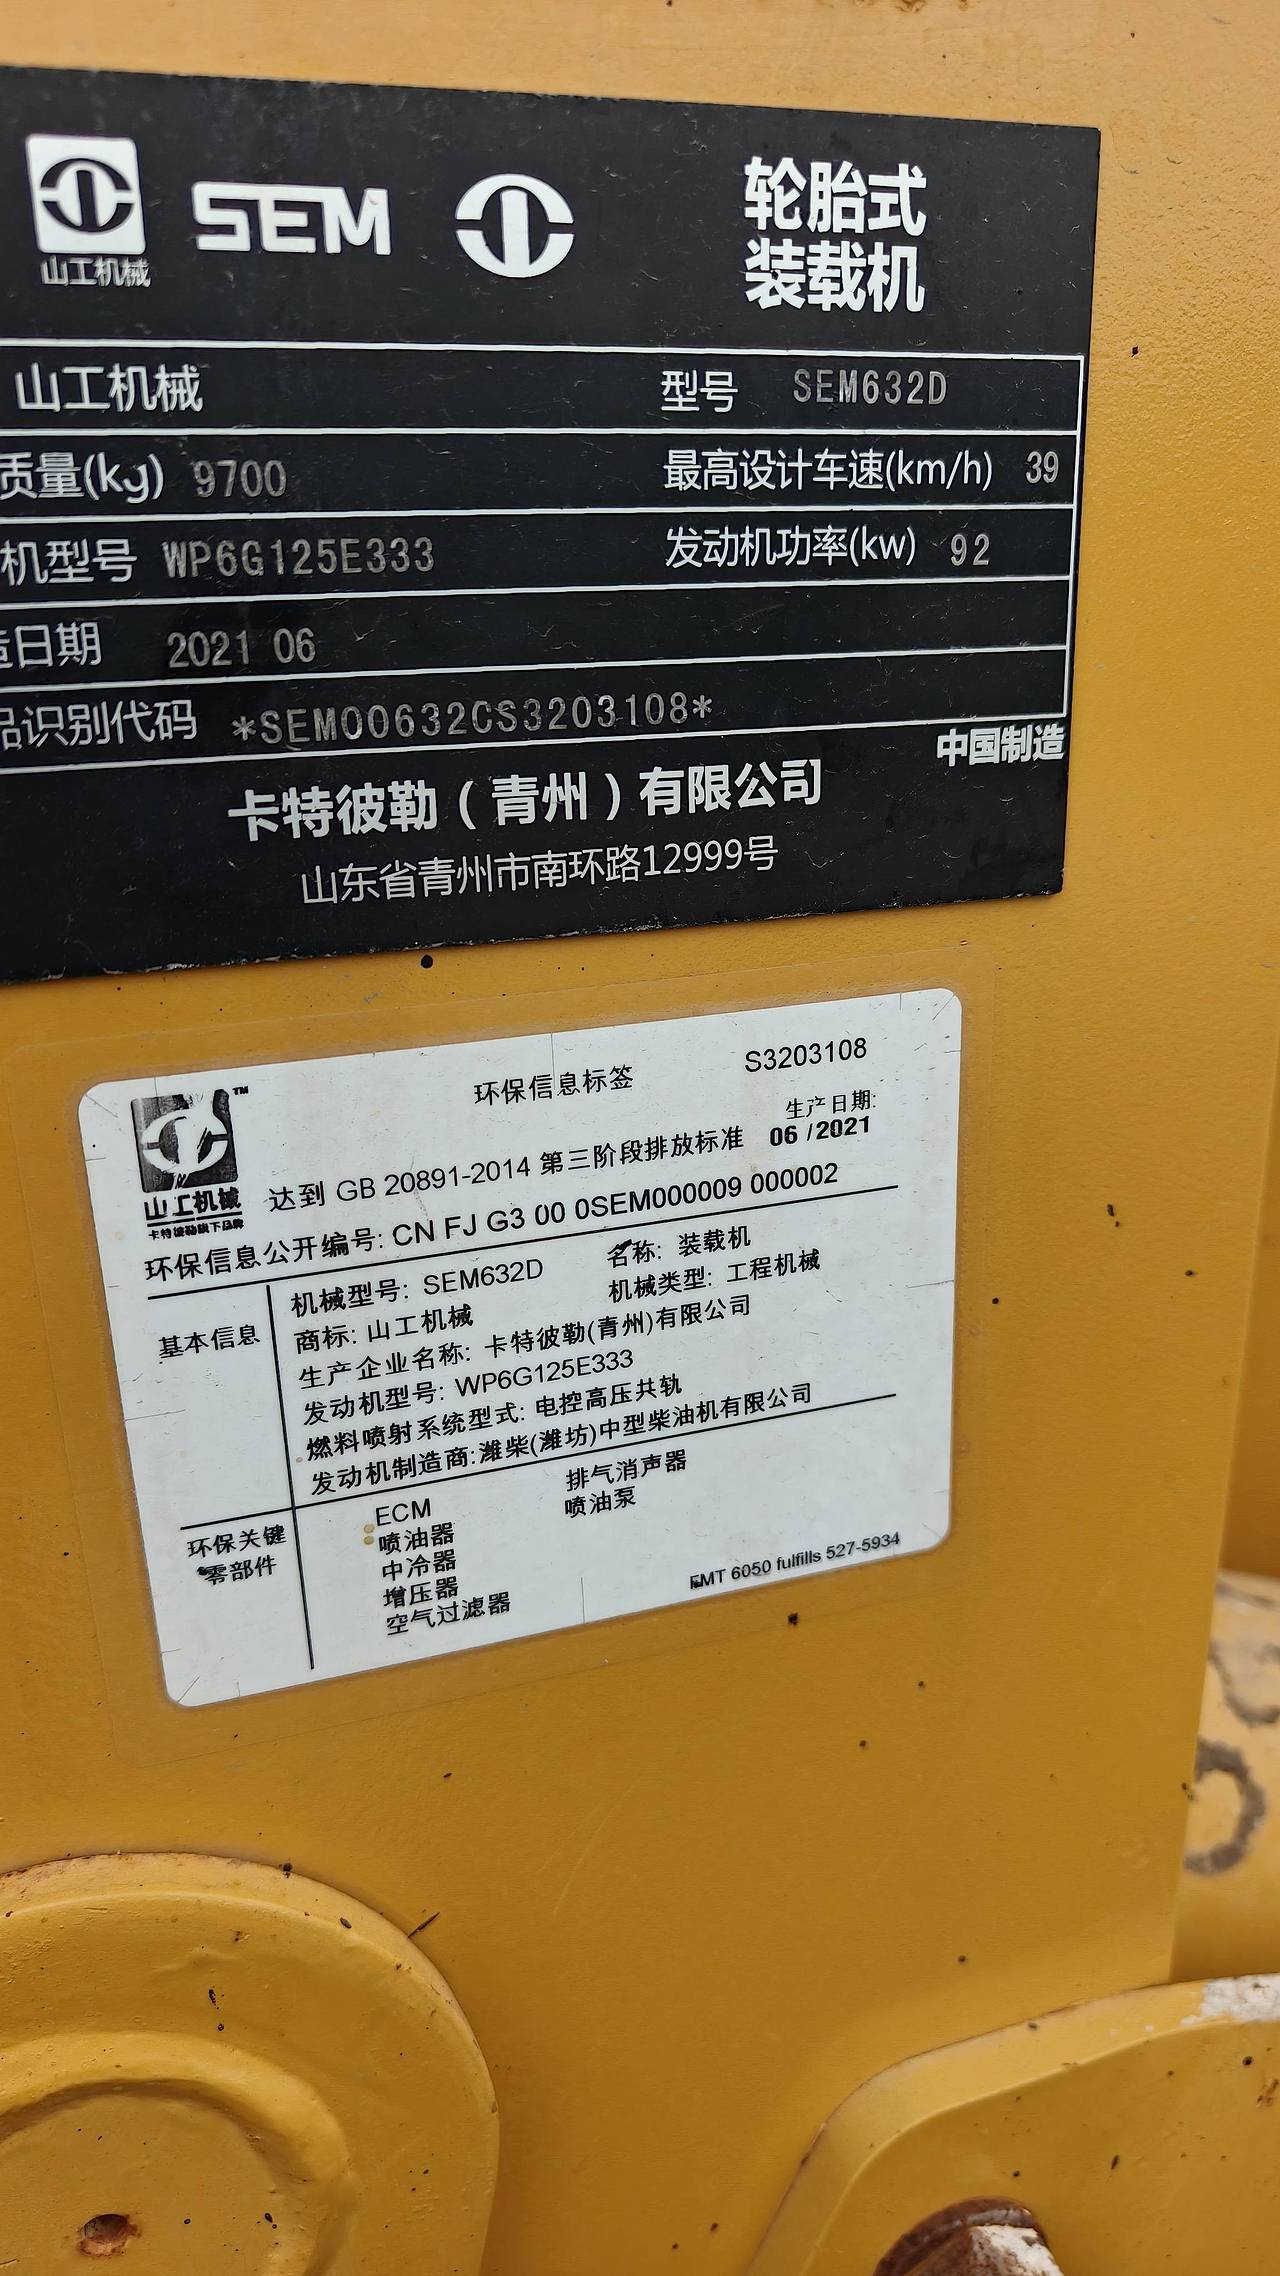 山工机械
SEM
轮胎式
装载机
山工机械 型号 SEM632D
质量(kg) 9700 最高设计车速(km/h) 39
机型号 WP6G125E333 发动机功率(kw) 92
造日期 2021 06
品识别代码 *SEM00632CS3203108*
中国制造
卡特彼勒（青州）有限公司
山东省青州市南环路12999号
TM
山工机械
卡特彼勒旗下品牌
环保信息标签
S3203108
生产日期:
达到 GB 20891-2014 第三阶段排放标准 06 /2021
环保信息公开编号: CN FJ G3 00 0SEM000009 000002
基本信息
机械型号: SEM632D 名称: 装载机
商标: 山工机械 机械类型: 工程机械
生产企业名称: 卡特彼勒(青州)有限公司
发动机型号: WP6G125E333
燃料喷射系统型式: 电控高压共轨
发动机制造商:潍柴(潍坊)中型柴油机有限公司
环保关键
零部件
ECM 排气消声器
喷油器 喷油泵
中冷器
增压器
空气过滤器
EMT 6050 fulfills 527-5934